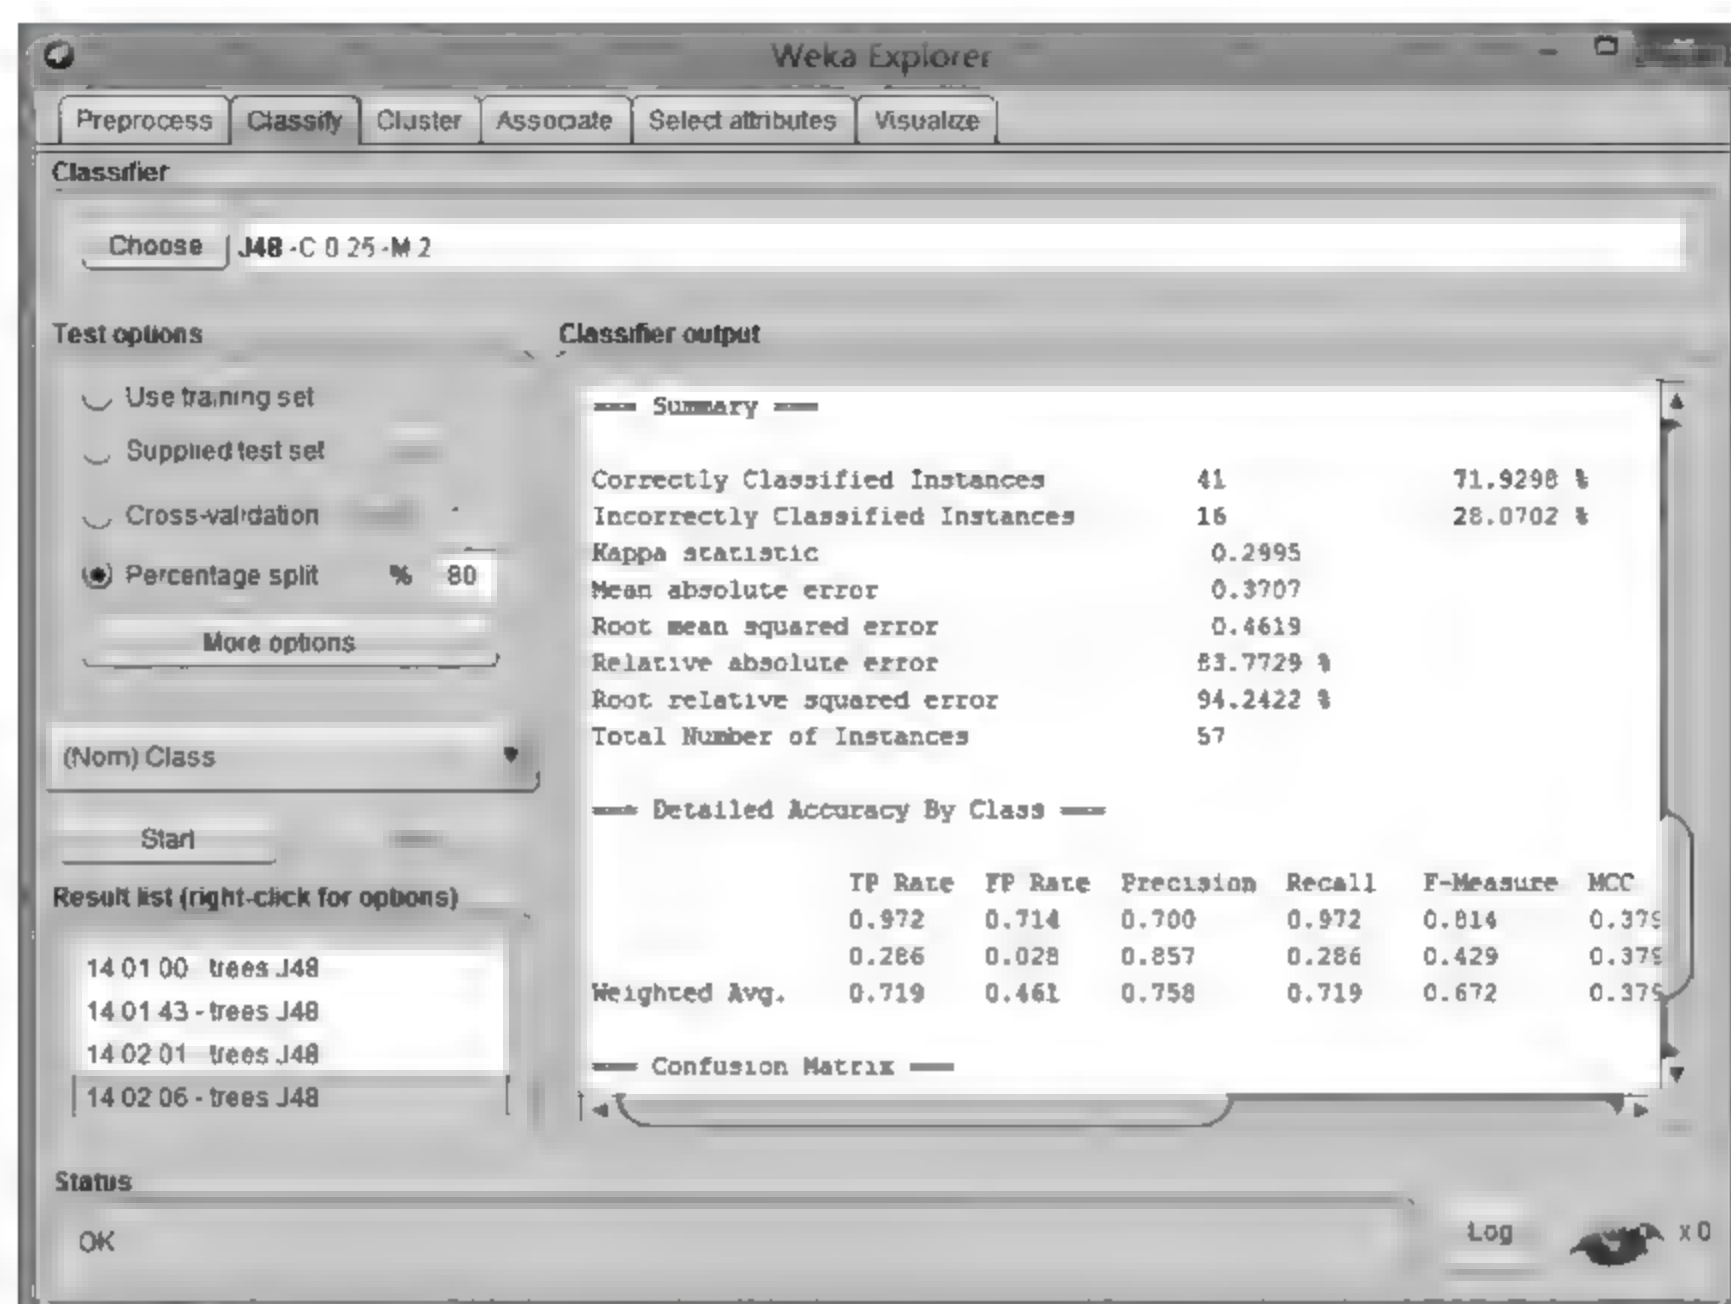 Weka Explorer
Preprocess Classify Cluster Associate Select attributes Visualize
Classifier
Choose J48 -C 0.25 -M 2
Test options
Use training set
Supplied test set
Cross-validation
Percentage split % 80
More options
(Nom) Class
Start
Result list (right-click for options)
14 01 00 trees J48
14 01 43 - trees J48
14 02 01 trees J48
14 02 06 - trees J48
Classifier output
=== Summary ===
Correctly Classified Instances 41 71.9298 %
Incorrectly Classified Instances 16 28.0702 %
Kappa statistic 0.2995
Mean absolute error 0.3707
Root mean squared error 0.4619
Relative absolute error 83.7729 %
Root relative squared error 94.2422 %
Total Number of Instances 57
=== Detailed Accuracy By Class ===
TP Rate FP Rate Precision Recall F-Measure MCC
0.972 0.714 0.700 0.972 0.814 0.379
0.286 0.028 0.857 0.286 0.429 0.379
Weighted Avg. 0.719 0.461 0.758 0.719 0.672 0.379
=== Confusion Matrix ===
Status
OK
Log
x 0